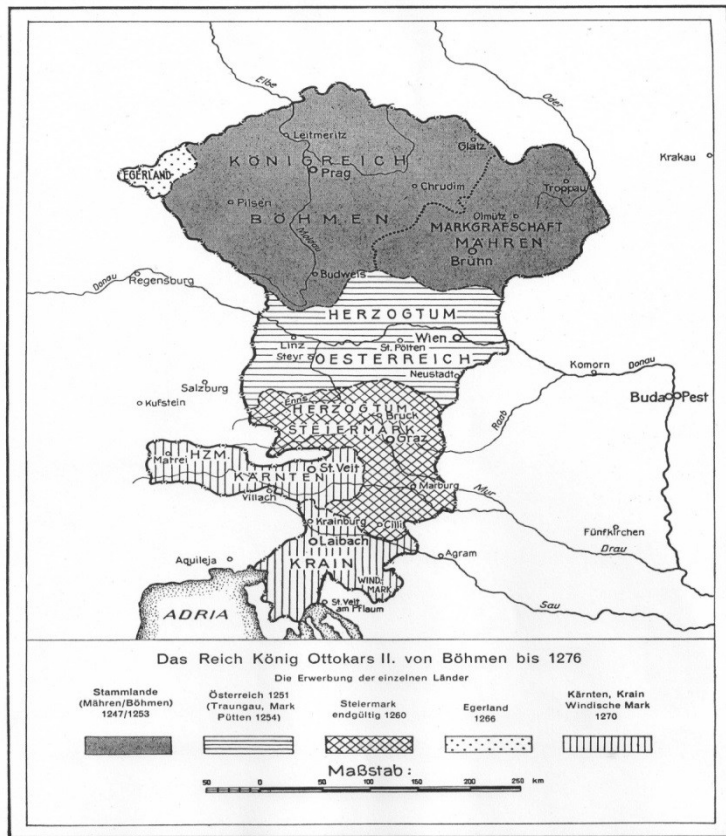 Elbe
Oder
Leitmeritz
Glatz
KÖNIGREICH
Krakau
EGERLAND
Prag
Chrudim
Troppau
Pilsen
Olmütz
BÖHMEN
MARKGRAFSCHAFT
MÄHREN
Moldau
Brünn
Budweis
Regensburg
Donau
HERZOGTUM
Linz
St. Pölten
Wien
Steyr
OESTERREICH
Komorn
Donau
Neustadt
Salzburg
Enns
Kufstein
HERZOGTUM
Buda
Pest
Bruck
STEIERMARK
Raab
Graz
HZM.
Matrei
St. Veit
KÄRNTEN
Marburg
Mur
Villach
Krainburg
Cilli
Fünfkirchen
Laibach
Drau
Aquileja
Agram
KRAIN
WIND.
MARK
Sau
ADRIA
St. Veit
am Pflaum
Das Reich König Ottokars II. von Böhmen bis 1276
Die Erwerbung der einzelnen Länder
Stammlande
(Mähren/Böhmen)
1247/1253
Österreich 1251
(Traungau, Mark
Pütten 1254)
Steiermark
endgültig 1260
Egerland
1266
Kärnten, Krain
Windische Mark
1270
Maßstab:
50 0 50 100 150 200 250 km